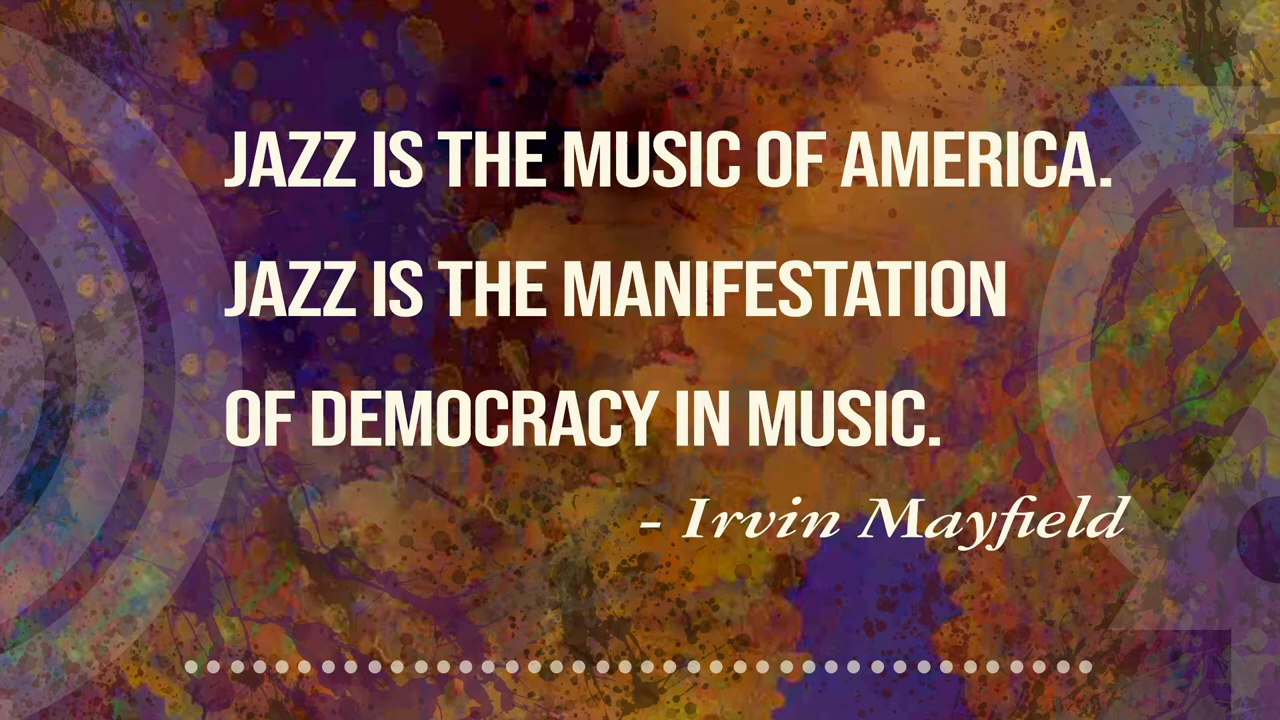 JAZZ IS THE MUSIC OF AMERICA.
JAZZ IS THE MANIFESTATION
OF DEMOCRACY IN MUSIC.
- Irvin Mayfield